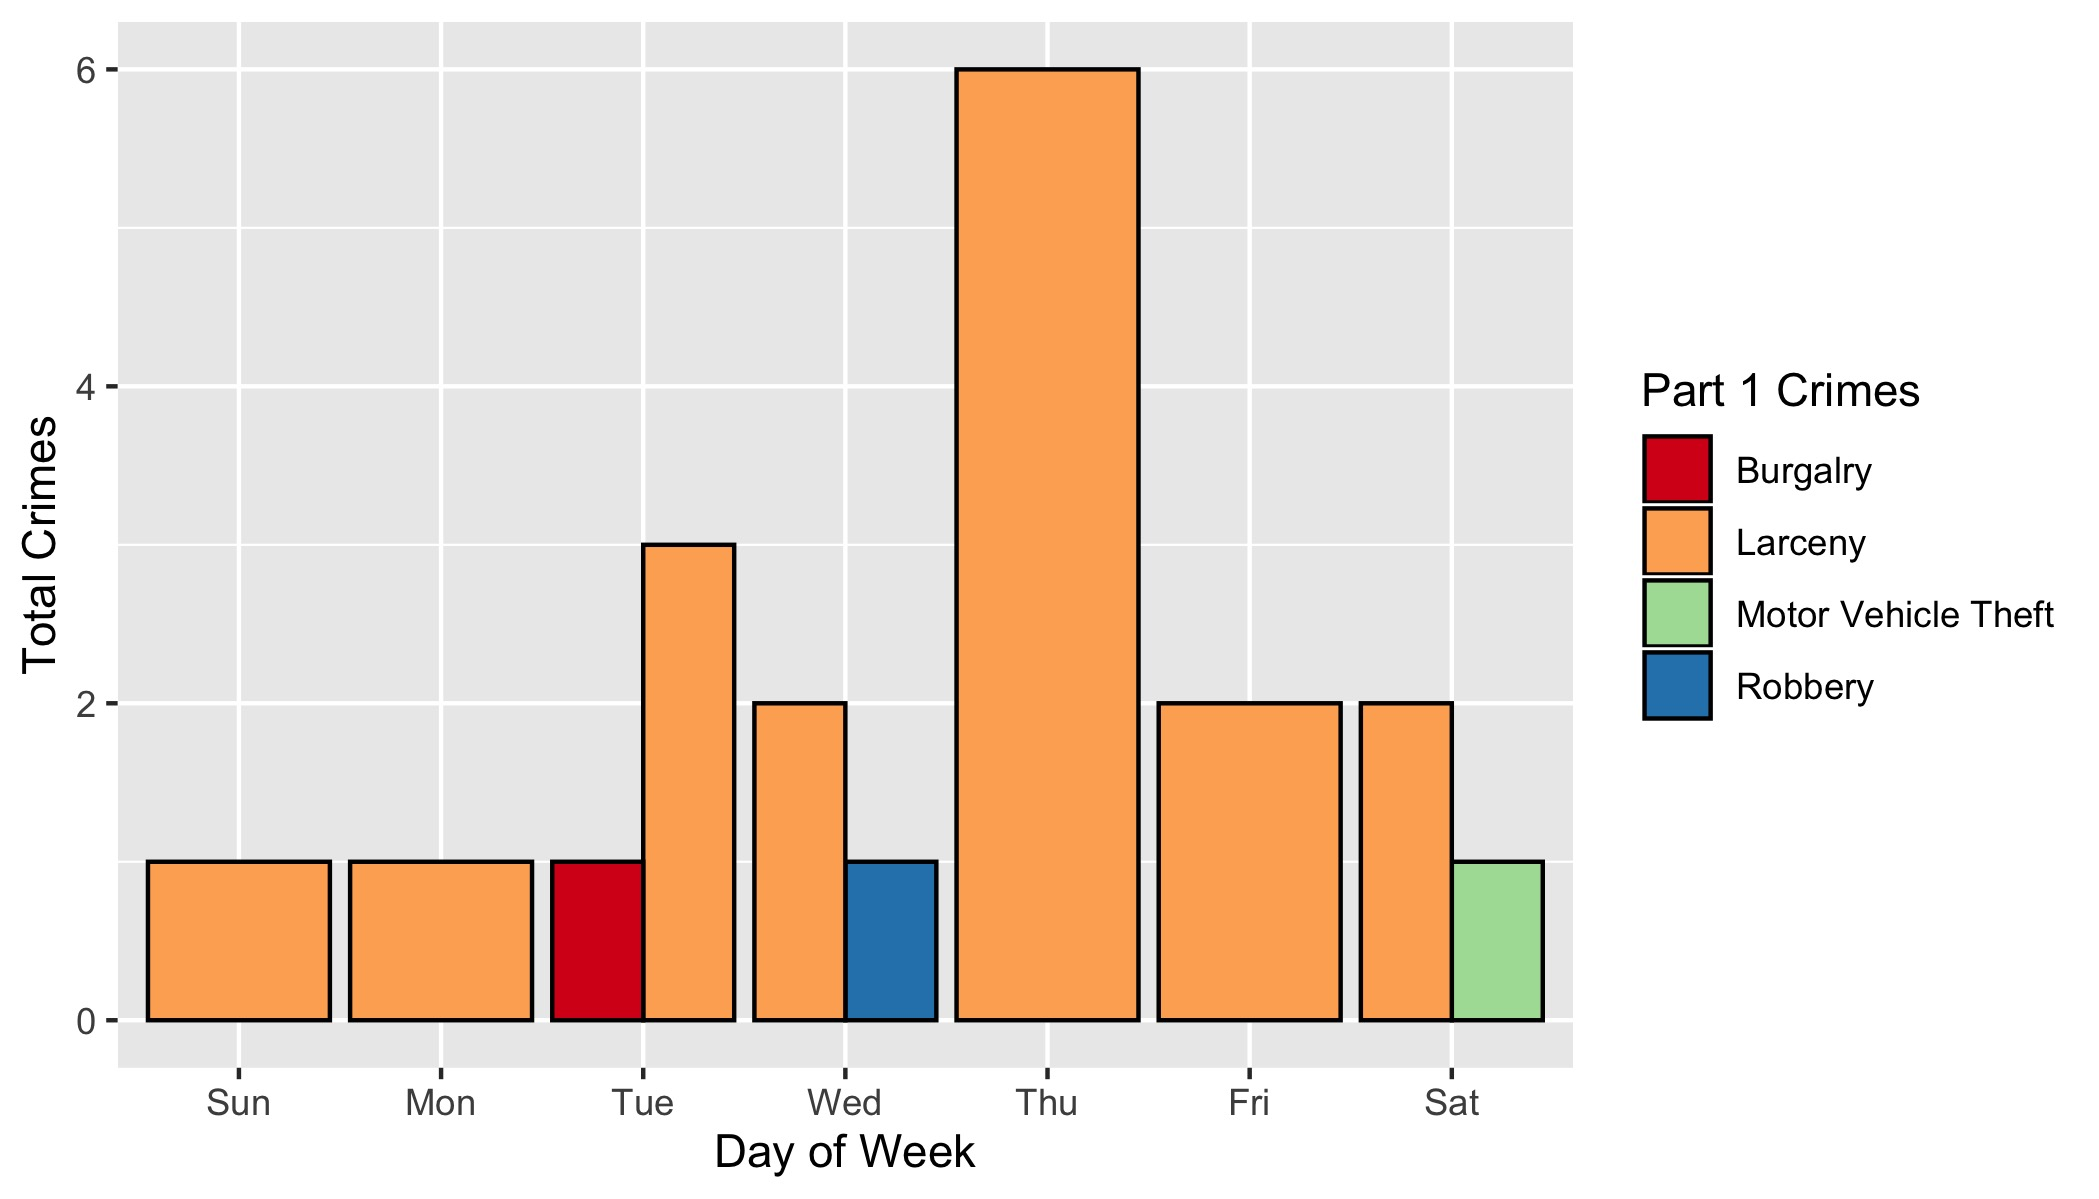 6
4
2
0
Total Crimes
Sun Mon Tue Wed Thu Fri Sat
Day of Week
Part 1 Crimes
Burgalry
Larceny
Motor Vehicle Theft
Robbery